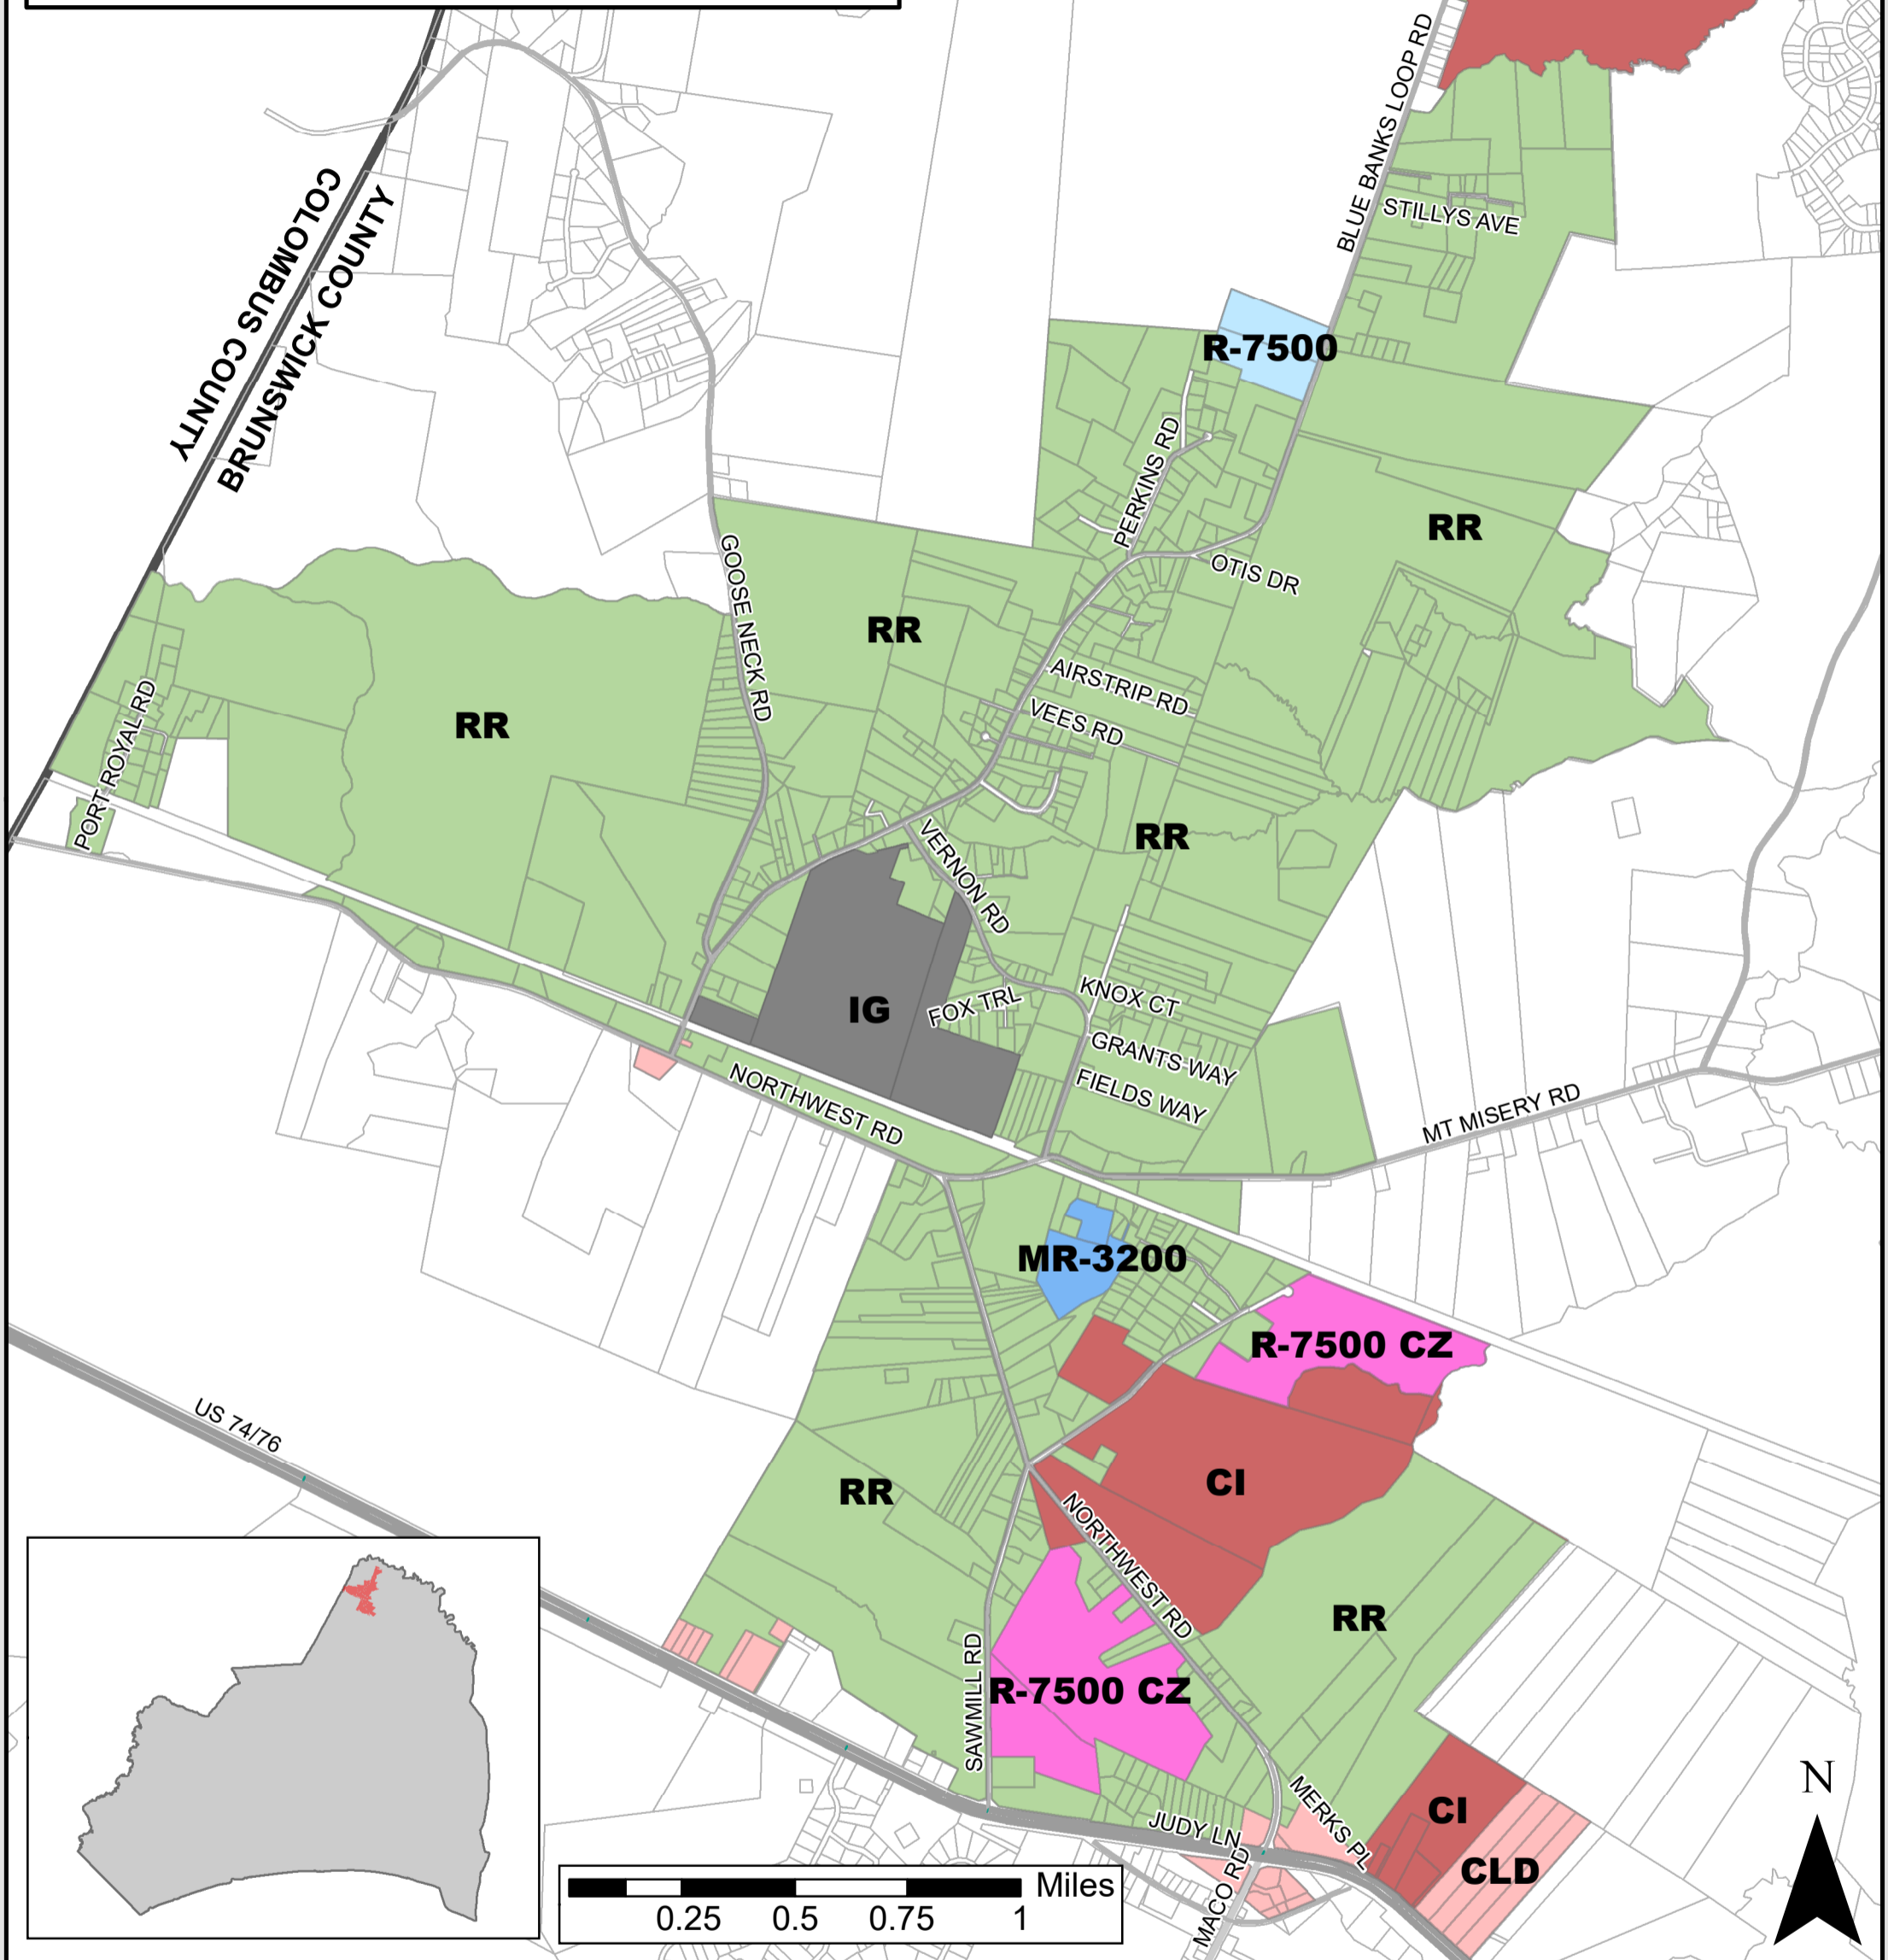 BLUE BANKS LOOP RD
STILLYS AVE
COLUMBUS COUNTY
BRUNSWICK COUNTY
R-7500
PERKINS RD
RR
OTIS DR
GOOSE NECK RD
RR
AIRSTRIP RD
VEES RD
RR
PORT ROYAL RD
RR
VERNON RD
IG
FOX TRL
KNOX CT
GRANTS WAY
FIELDS WAY
NORTHWEST RD
MT MISERY RD
MR-3200
R-7500 CZ
US 74/76
CI
RR
NORTHWEST RD
RR
SAWMILL RD
R-7500 CZ
MERKS PL
JUDY LN
CI
CLD
MACO RD
N
Miles
0.25 0.5 0.75 1